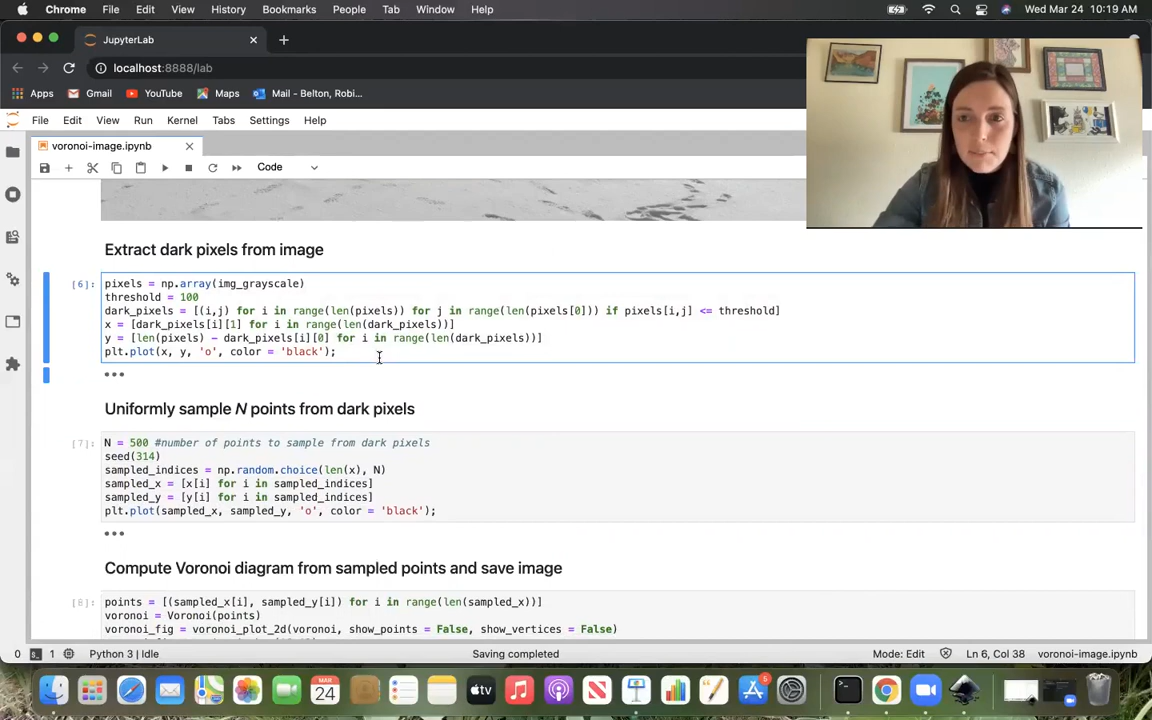 Chrome File Edit View History Bookmarks People Tab Window Help Wed Mar 24 10:19 AM
JupyterLab
localhost:8888/lab
Apps Gmail YouTube Maps Mail - Belton, Robi...
File Edit View Run Kernel Tabs Settings Help
voronoi-image.ipynb
Code
Extract dark pixels from image
[6]: pixels = np.array(img_grayscale)
threshold = 100
dark_pixels = [(i,j) for i in range(len(pixels)) for j in range(len(pixels[0])) if pixels[i,j] <= threshold]
x = [dark_pixels[i][1] for i in range(len(dark_pixels))]
y = [len(pixels) - dark_pixels[i][0] for i in range(len(dark_pixels))]
plt.plot(x, y, 'o', color = 'black');
Uniformly sample N points from dark pixels
[7]: N = 500 #number of points to sample from dark pixels
seed(314)
sampled_indices = np.random.choice(len(x), N)
sampled_x = [x[i] for i in sampled_indices]
sampled_y = [y[i] for i in sampled_indices]
plt.plot(sampled_x, sampled_y, 'o', color = 'black');
Compute Voronoi diagram from sampled points and save image
[8]: points = [(sampled_x[i], sampled_y[i]) for i in range(len(sampled_x))]
voronoi = Voronoi(points)
voronoi_fig = voronoi_plot_2d(voronoi, show_points = False, show_vertices = False)
0 1 Python 3 | Idle Saving completed Mode: Edit Ln 6, Col 38 voronoi-image.ipynb
MAR
24
tv
5